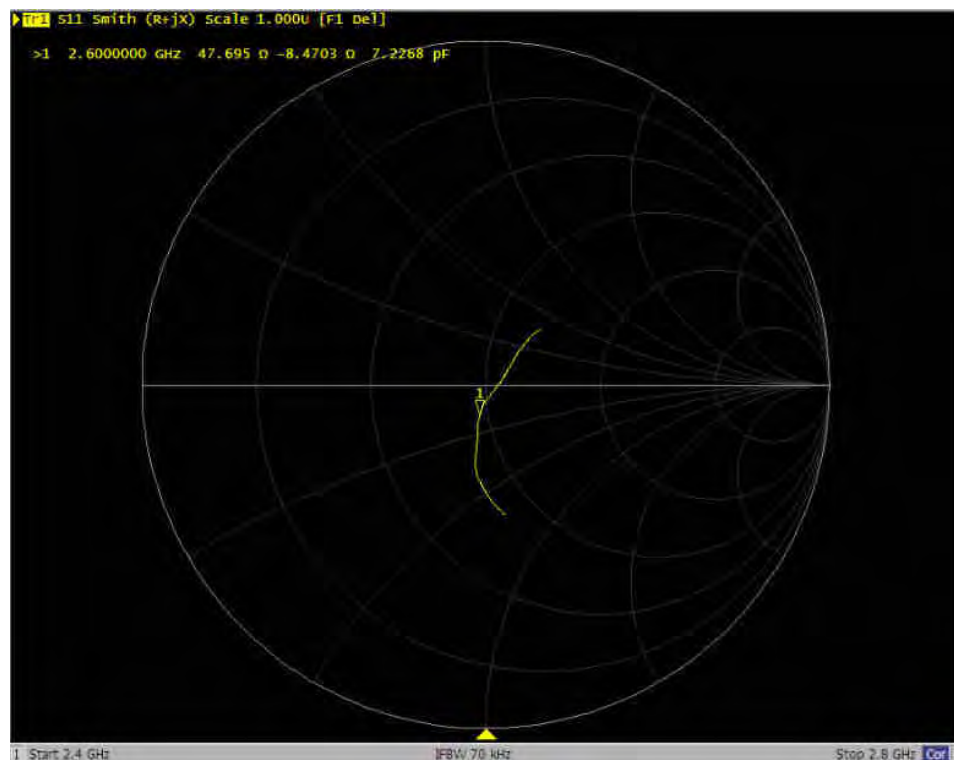 Tr1 S11 Smith (R+jX) Scale 1.000U [F1 Del]
>1 2.6000000 GHz 47.695 Ω -8.4703 Ω 7.2268 pF
1
1 Start 2.4 GHz IFBW 70 kHz Stop 2.8 GHz Cor